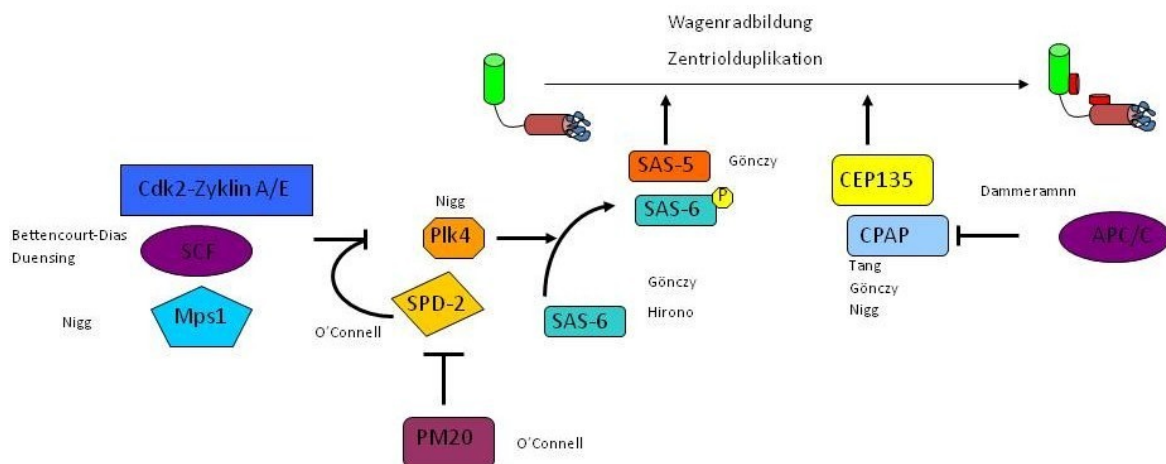 Wagenradbildung
Zentriolduplikation
SAS-5
Gönczy
SAS-6
P
CEP135
Dammeramnn
Cdk2-Zyklin A/E
Nigg
Plk4
CPAP
APC/C
Bettencourt-Dias
Duensing
SCF
Tang
Gönczy
Nigg
SPD-2
Gönczy
Hirono
SAS-6
Nigg
Mps1
O´Connell
PM20
O´Connell